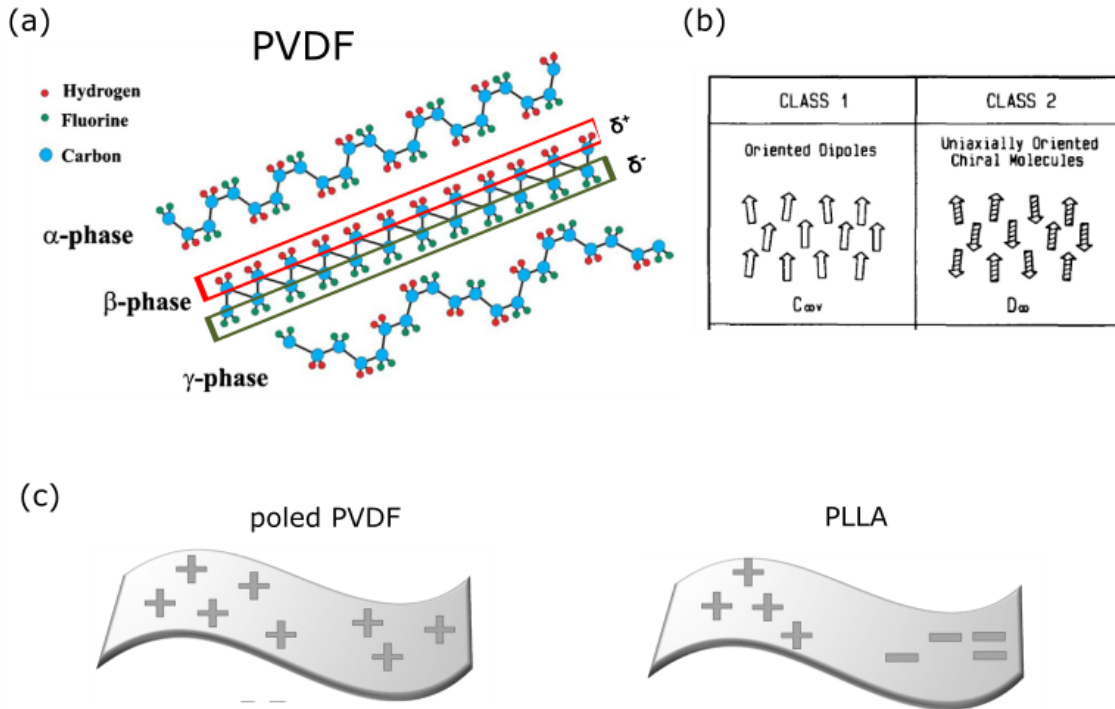 (a)
PVDF
Hydrogen
Fluorine
Carbon
δ+
δ-
α-phase
β-phase
γ-phase
(b)
CLASS 1
CLASS 2
Oriented Dipoles
Uniaxially Oriented
Chiral Molecules
C∞v
D∞
(c)
poled PVDF
PLLA